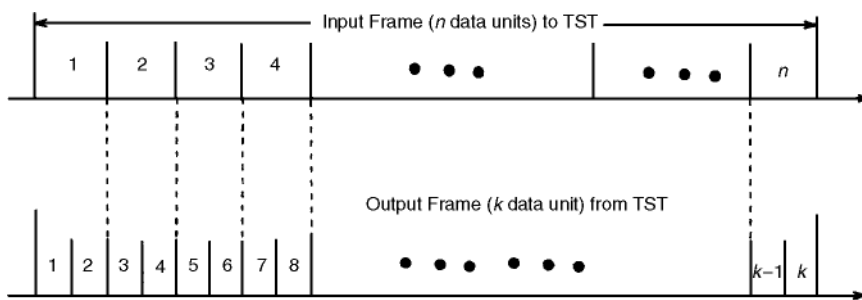 Input Frame (n data units) to TST
1 2 3 4 n
Output Frame (k data unit) from TST
1 2 3 4 5 6 7 8 k–1 k